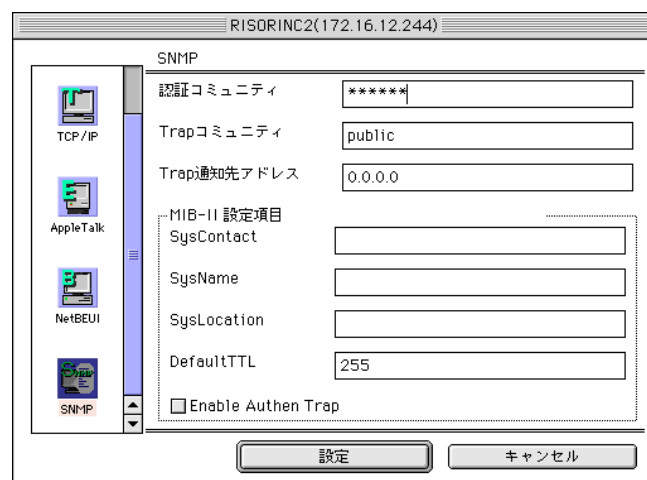 RISORINC2(172.16.12.244)
SNMP
TCP/IP
AppleTalk
NetBEUI
SNMP
認証コミュニティ ******
Trapコミュニティ public
Trap通知先アドレス 0.0.0.0
MIB-II 設定項目
SysContact
SysName
SysLocation
DefaultTTL 255
Enable Authen Trap
設定 キャンセル